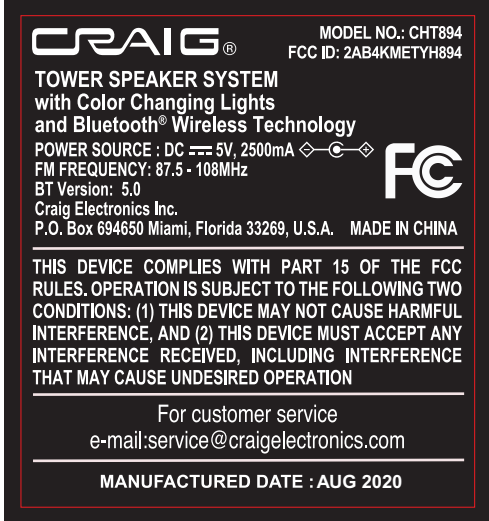 CRAIG®
MODEL NO.: CHT894
FCC ID: 2AB4KMETYH894
TOWER SPEAKER SYSTEM
with Color Changing Lights
and Bluetooth® Wireless Technology
POWER SOURCE : DC ⎓ 5V, 2500mA
FM FREQUENCY: 87.5 - 108MHz
BT Version: 5.0
Craig Electronics Inc.
P.O. Box 694650 Miami, Florida 33269, U.S.A. MADE IN CHINA
FC
THIS DEVICE COMPLIES WITH PART 15 OF THE FCC
RULES. OPERATION IS SUBJECT TO THE FOLLOWING TWO
CONDITIONS: (1) THIS DEVICE MAY NOT CAUSE HARMFUL
INTERFERENCE, AND (2) THIS DEVICE MUST ACCEPT ANY
INTERFERENCE RECEIVED, INCLUDING INTERFERENCE
THAT MAY CAUSE UNDESIRED OPERATION
For customer service
e-mail:service@craigelectronics.com
MANUFACTURED DATE : AUG 2020